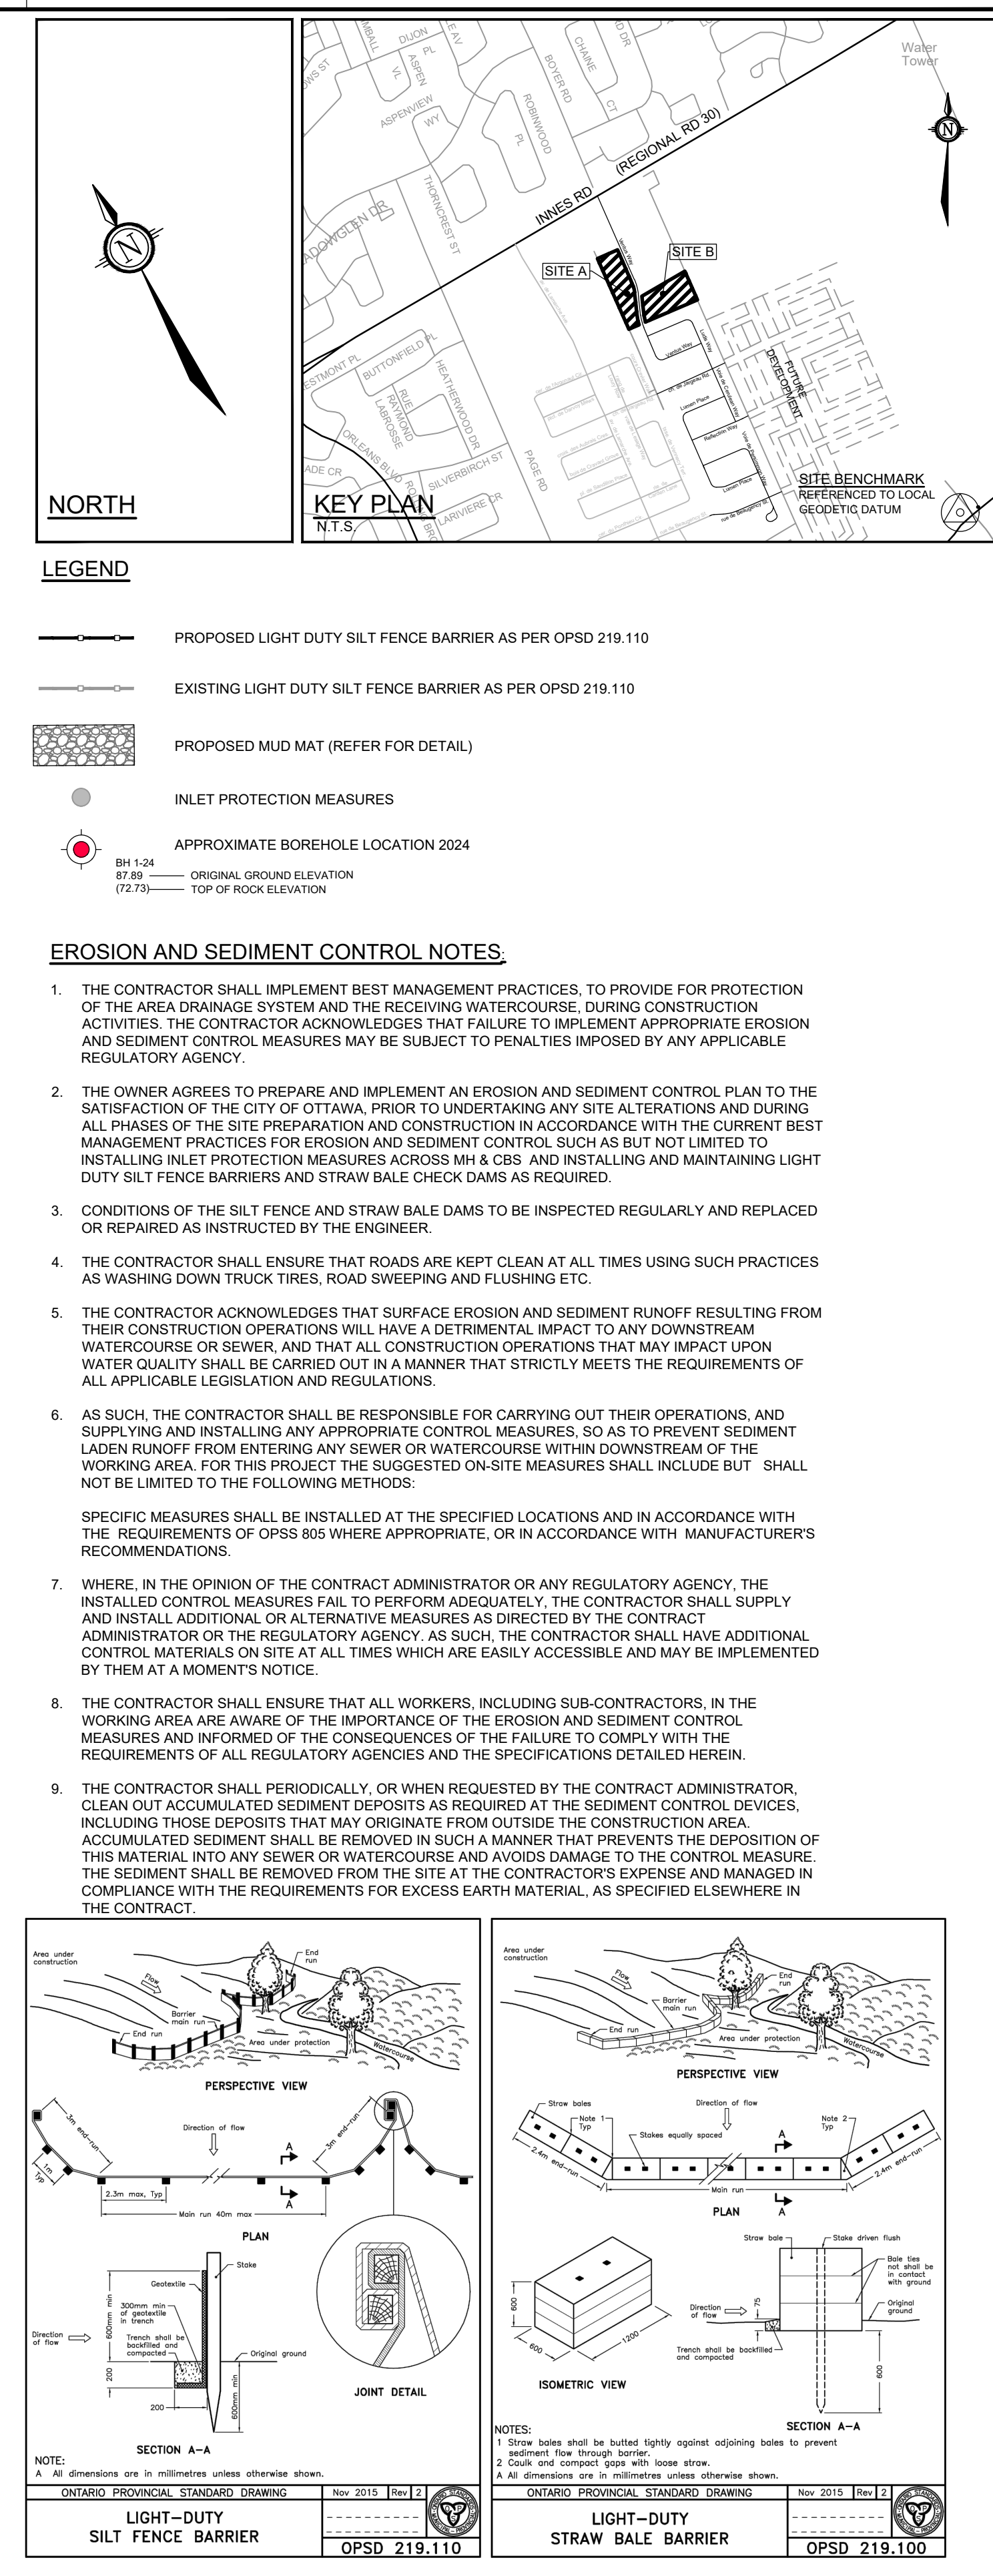 N
NORTH
DIJON
PL
VL
ASPEN
PL
ASPENVIEW
WY
BOYER RD
CHAINE
CT
ROBINWOOD
PL
THORNCREST ST
INNES RD
(REGIONAL RD 30)
Water
Tower
N
SITE A
SITE B
Vantus Way
Vantus Way
Lumen Place
Reflection Way
Lumen Place
rue de Beaugency St.
FUTURE
DEVELOPMENT
BUTTONFIELD PL
RUE
RAYMOND
LABROSSE
HEATHERWOOD DR
ORLEANS BLVD
SILVERBIRCH ST
LARIVIERE CR
ADE CR
PAGE RD
KEY PLAN
N.T.S.
SITE BENCHMARK
REFERENCED TO LOCAL
GEODETIC DATUM
LEGEND
PROPOSED LIGHT DUTY SILT FENCE BARRIER AS PER OPSD 219.110
EXISTING LIGHT DUTY SILT FENCE BARRIER AS PER OPSD 219.110
PROPOSED MUD MAT (REFER FOR DETAIL)
INLET PROTECTION MEASURES
APPROXIMATE BOREHOLE LOCATION 2024
BH 1-24
87.89 ORIGINAL GROUND ELEVATION
(72.73) TOP OF ROCK ELEVATION
EROSION AND SEDIMENT CONTROL NOTES:
1. THE CONTRACTOR SHALL IMPLEMENT BEST MANAGEMENT PRACTICES, TO PROVIDE FOR PROTECTION
OF THE AREA DRAINAGE SYSTEM AND THE RECEIVING WATERCOURSE, DURING CONSTRUCTION
ACTIVITIES. THE CONTRACTOR ACKNOWLEDGES THAT FAILURE TO IMPLEMENT APPROPRIATE EROSION
AND SEDIMENT C0NTROL MEASURES MAY BE SUBJECT TO PENALTIES IMPOSED BY ANY APPLICABLE
REGULATORY AGENCY.
2. THE OWNER AGREES TO PREPARE AND IMPLEMENT AN EROSION AND SEDIMENT CONTROL PLAN TO THE
SATISFACTION OF THE CITY OF OTTAWA, PRIOR TO UNDERTAKING ANY SITE ALTERATIONS AND DURING
ALL PHASES OF THE SITE PREPARATION AND CONSTRUCTION IN ACCORDANCE WITH THE CURRENT BEST
MANAGEMENT PRACTICES FOR EROSION AND SEDIMENT CONTROL SUCH AS BUT NOT LIMITED TO
INSTALLING INLET PROTECTION MEASURES ACROSS MH & CBS AND INSTALLING AND MAINTAINING LIGHT
DUTY SILT FENCE BARRIERS AND STRAW BALE CHECK DAMS AS REQUIRED.
3. CONDITIONS OF THE SILT FENCE AND STRAW BALE DAMS TO BE INSPECTED REGULARLY AND REPLACED
OR REPAIRED AS INSTRUCTED BY THE ENGINEER.
4. THE CONTRACTOR SHALL ENSURE THAT ROADS ARE KEPT CLEAN AT ALL TIMES USING SUCH PRACTICES
AS WASHING DOWN TRUCK TIRES, ROAD SWEEPING AND FLUSHING ETC.
5. THE CONTRACTOR ACKNOWLEDGES THAT SURFACE EROSION AND SEDIMENT RUNOFF RESULTING FROM
THEIR CONSTRUCTION OPERATIONS WILL HAVE A DETRIMENTAL IMPACT TO ANY DOWNSTREAM
WATERCOURSE OR SEWER, AND THAT ALL CONSTRUCTION OPERATIONS THAT MAY IMPACT UPON
WATER QUALITY SHALL BE CARRIED OUT IN A MANNER THAT STRICTLY MEETS THE REQUIREMENTS OF
ALL APPLICABLE LEGISLATION AND REGULATIONS.
6. AS SUCH, THE CONTRACTOR SHALL BE RESPONSIBLE FOR CARRYING OUT THEIR OPERATIONS, AND
SUPPLYING AND INSTALLING ANY APPROPRIATE CONTROL MEASURES, SO AS TO PREVENT SEDIMENT
LADEN RUNOFF FROM ENTERING ANY SEWER OR WATERCOURSE WITHIN DOWNSTREAM OF THE
WORKING AREA. FOR THIS PROJECT THE SUGGESTED ON-SITE MEASURES SHALL INCLUDE BUT SHALL
NOT BE LIMITED TO THE FOLLOWING METHODS:
SPECIFIC MEASURES SHALL BE INSTALLED AT THE SPECIFIED LOCATIONS AND IN ACCORDANCE WITH
THE REQUIREMENTS OF OPSS 805 WHERE APPROPRIATE, OR IN ACCORDANCE WITH MANUFACTURER'S
RECOMMENDATIONS.
7. WHERE, IN THE OPINION OF THE CONTRACT ADMINISTRATOR OR ANY REGULATORY AGENCY, THE
INSTALLED CONTROL MEASURES FAIL TO PERFORM ADEQUATELY, THE CONTRACTOR SHALL SUPPLY
AND INSTALL ADDITIONAL OR ALTERNATIVE MEASURES AS DIRECTED BY THE CONTRACT
ADMINISTRATOR OR THE REGULATORY AGENCY. AS SUCH, THE CONTRACTOR SHALL HAVE ADDITIONAL
CONTROL MATERIALS ON SITE AT ALL TIMES WHICH ARE EASILY ACCESSIBLE AND MAY BE IMPLEMENTED
BY THEM AT A MOMENT'S NOTICE.
8. THE CONTRACTOR SHALL ENSURE THAT ALL WORKERS, INCLUDING SUB-CONTRACTORS, IN THE
WORKING AREA ARE AWARE OF THE IMPORTANCE OF THE EROSION AND SEDIMENT CONTROL
MEASURES AND INFORMED OF THE CONSEQUENCES OF THE FAILURE TO COMPLY WITH THE
REQUIREMENTS OF ALL REGULATORY AGENCIES AND THE SPECIFICATIONS DETAILED HEREIN.
9. THE CONTRACTOR SHALL PERIODICALLY, OR WHEN REQUESTED BY THE CONTRACT ADMINISTRATOR,
CLEAN OUT ACCUMULATED SEDIMENT DEPOSITS AS REQUIRED AT THE SEDIMENT CONTROL DEVICES,
INCLUDING THOSE DEPOSITS THAT MAY ORIGINATE FROM OUTSIDE THE CONSTRUCTION AREA.
ACCUMULATED SEDIMENT SHALL BE REMOVED IN SUCH A MANNER THAT PREVENTS THE DEPOSITION OF
THIS MATERIAL INTO ANY SEWER OR WATERCOURSE AND AVOIDS DAMAGE TO THE CONTROL MEASURE.
THE SEDIMENT SHALL BE REMOVED FROM THE SITE AT THE CONTRACTOR'S EXPENSE AND MANAGED IN
COMPLIANCE WITH THE REQUIREMENTS FOR EXCESS EARTH MATERIAL, AS SPECIFIED ELSEWHERE IN
THE CONTRACT.
Area under
construction
Flow
End
run
Barrier
main run
End run
Area under protection
Watercourse
PERSPECTIVE VIEW
3m end-run
1m
Typ
Direction of flow
3m end-run
A
A
2.3m max, Typ
Main run 40m max
PLAN
Stake
Geotextile
300mm min
of geotextile
in trench
600mm min
Direction
of flow
Trench shall be
backfilled and
compacted
Original ground
200
200
600mm min
SECTION A-A
JOINT DETAIL
NOTE:
A All dimensions are in millimetres unless otherwise shown.
ONTARIO PROVINCIAL STANDARD DRAWING
Nov 2015
Rev 2
LIGHT-DUTY
SILT FENCE BARRIER
OPSD 219.110
Area under
construction
Flow
End
run
Barrier
main run
End run
Area under protection
Watercourse
PERSPECTIVE VIEW
Straw bales
Direction of flow
Note 1
Typ
Stakes equally spaced
A
Note 2
Typ
2.4m end-run
2.4m end-run
Main run
PLAN
A
Straw bale
Stake driven flush
Bale ties
not shall be
in contact
with ground
600
600
1200
Direction
of flow
75
Original
ground
Trench shall be backfilled
and compacted
600
ISOMETRIC VIEW
SECTION A-A
NOTES:
1 Straw bales shall be butted tightly against adjoining bales to prevent
sediment flow through barrier.
2 Caulk and compact gaps with loose straw.
A All dimensions are in millimetres unless otherwise shown.
ONTARIO PROVINCIAL STANDARD DRAWING
Nov 2015
Rev 2
LIGHT-DUTY
STRAW BALE BARRIER
OPSD 219.100